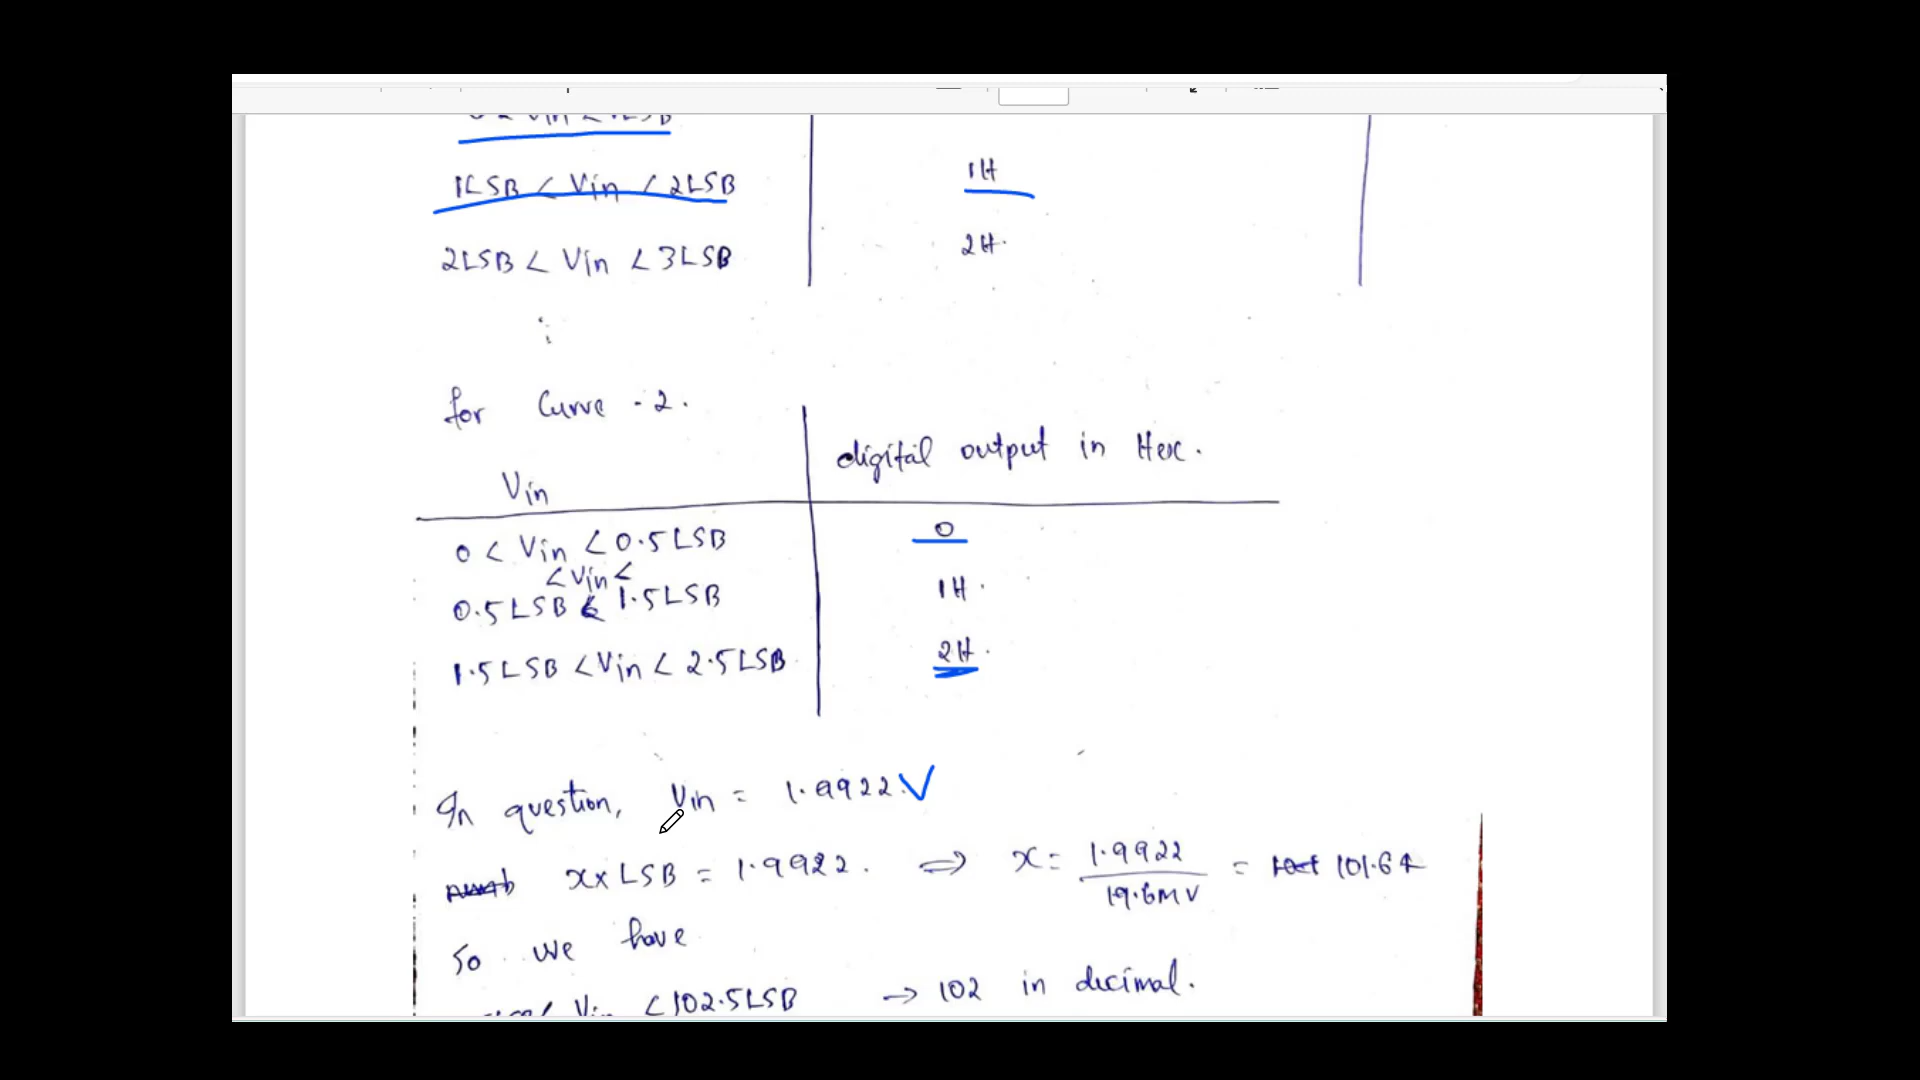 1LSB < Vin < 2LSB 1H
2LSB < Vin < 3LSB 2H.
for Curve - 2.
Vin digital output in Hex.
0 < Vin < 0.5LSB 0
< Vin <
0.5LSB 1.5LSB 1H.
1.5LSB < Vin < 2.5LSB 2H.
In question, Vin = 1.9922 V
x x LSB = 1.9922. ⇒ x = 1.9922 / 19.6mV = 101.64
So we have
Vin < 102.5LSB → 102 in decimal.